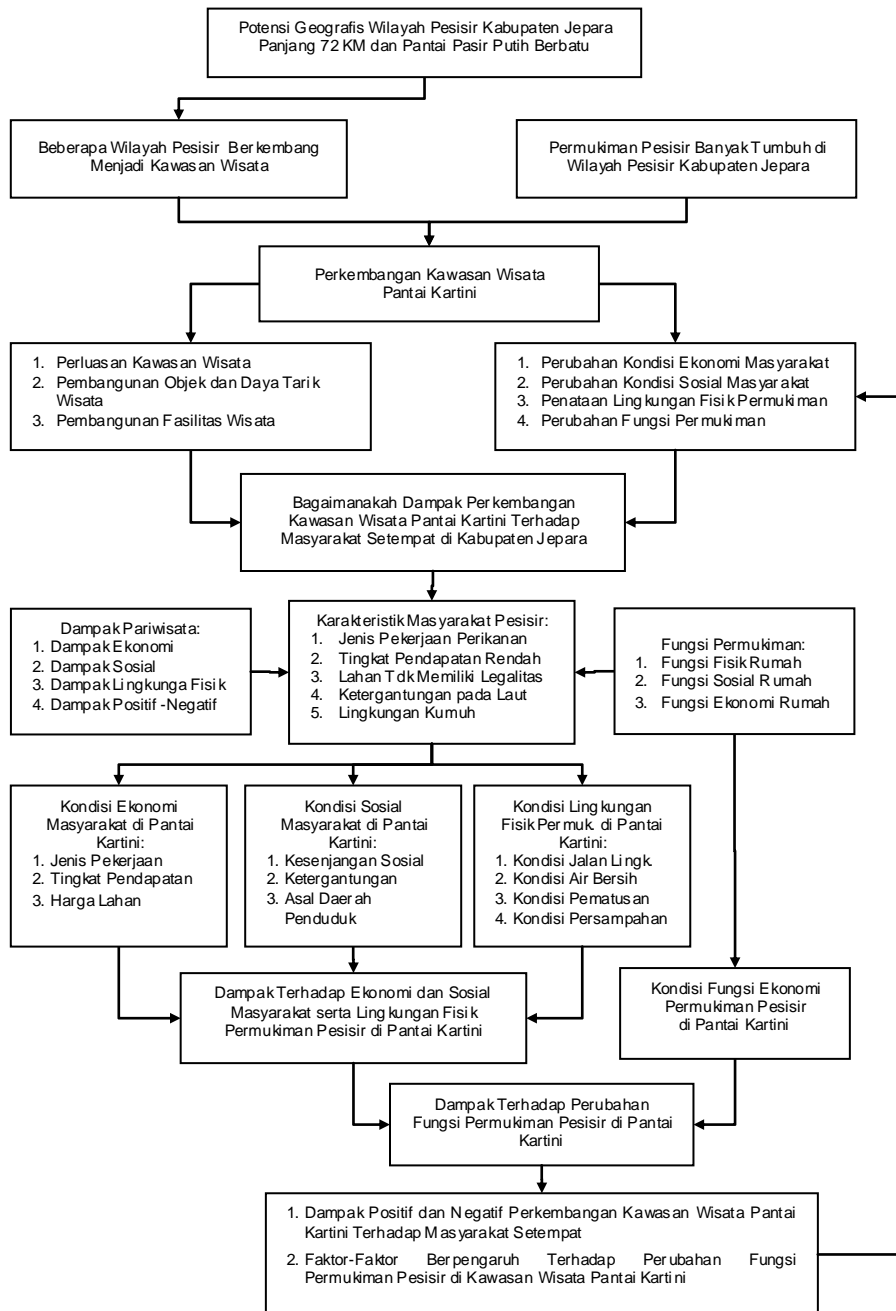 Potensi Geografis Wilayah Pesisir Kabupaten Jepara
Panjang 72 KM dan Pantai Pasir Putih Berbatu
Beberapa Wilayah Pesisir Berkembang
Menjadi Kawasan Wisata
Permukiman Pesisir Banyak Tumbuh di
Wilayah Pesisir Kabupaten Jepara
Perkembangan Kawasan Wisata
Pantai Kartini
1. Perluasan Kawasan Wisata
2. Pembangunan Objek dan Daya Tarik
Wisata
3. Pembangunan Fasilitas Wisata
1. Perubahan Kondisi Ekonomi Masyarakat
2. Perubahan Kondisi Sosial Masyarakat
3. Penataan Lingkungan Fisik Permukiman
4. Perubahan Fungsi Permukiman
Bagaimanakah Dampak Perkembangan
Kawasan Wisata Pantai Kartini Terhadap
Masyarakat Setempat di Kabupaten Jepara
Dampak Pariwisata:
1. Dampak Ekonomi
2. Dampak Sosial
3. Dampak Lingkunga Fisik
4. Dampak Positif -Negatif
Karakteristik Masyarakat Pesisir:
1. Jenis Pekerjaan Perikanan
2. Tingkat Pendapatan Rendah
3. Lahan Tdk Memiliki Legalitas
4. Ketergantungan pada Laut
5. Lingkungan Kumuh
Fungsi Permukiman:
1. Fungsi Fisik Rumah
2. Fungsi Sosial Rumah
3. Fungsi Ekonomi Rumah
Kondisi Ekonomi
Masyarakat di Pantai
Kartini:
1. Jenis Pekerjaan
2. Tingkat Pendapatan
3. Harga Lahan
Kondisi Sosial
Masyarakat di Pantai
Kartini:
1. Kesenjangan Sosial
2. Ketergantungan
3. Asal Daerah
Penduduk
Kondisi Lingkungan
Fisik Permuk. di Pantai
Kartini:
1. Kondisi Jalan Lingk.
2. Kondisi Air Bersih
3. Kondisi Pematusan
4. Kondisi Persampahan
Dampak Terhadap Ekonomi dan Sosial
Masyarakat serta Lingkungan Fisik
Permukiman Pesisir di Pantai Kartini
Kondisi Fungsi Ekonomi
Permukiman Pesisir
di Pantai Kartini
Dampak Terhadap Perubahan
Fungsi Permukiman Pesisir di Pantai
Kartini
1. Dampak Positif dan Negatif Perkembangan Kawasan Wisata Pantai
Kartini Terhadap Masyarakat Setempat
2. Faktor-Faktor Berpengaruh Terhadap Perubahan Fungsi
Permukiman Pesisir di Kawasan Wisata Pantai Kartini